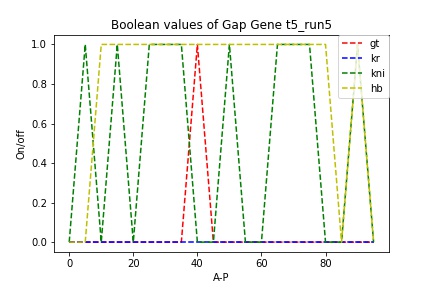 Boolean values of Gap Gene t5_run5
1.0
0.8
0.6
0.4
0.2
0.0
On/off
gt
kr
kni
hb
0 20 40 60 80
A-P